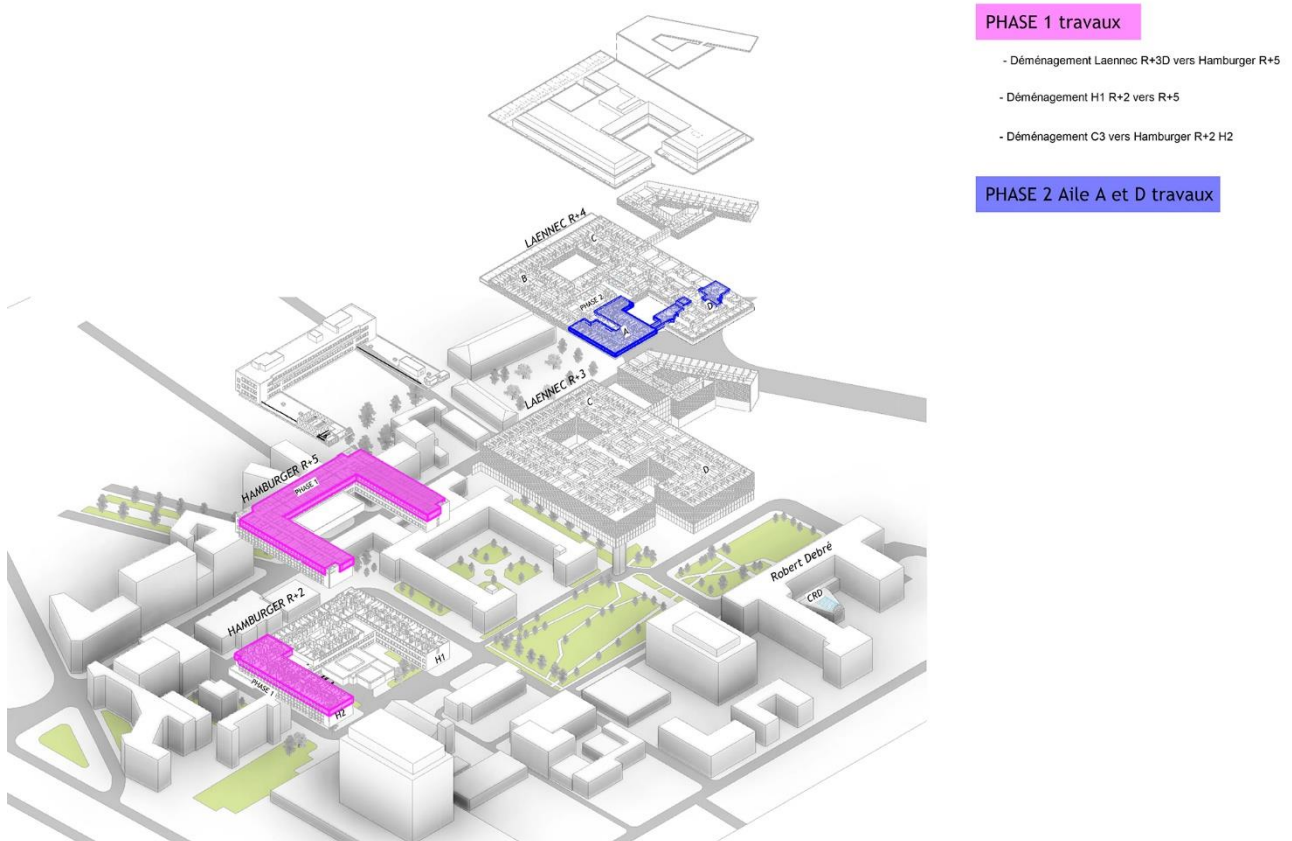 PHASE 1 travaux
- Déménagement Laennec R+3D vers Hamburger R+5
- Déménagement H1 R+2 vers R+5
- Déménagement C3 vers Hamburger R+2 H2
PHASE 2 Aile A et D travaux
LAENNEC R+4
C
B
PHASE 2
A
D
LAENNEC R+3
C
D
HAMBURGER R+5
PHASE 1
Robert Debré
CRD
HAMBURGER R+2
H1
PHASE 1
H2